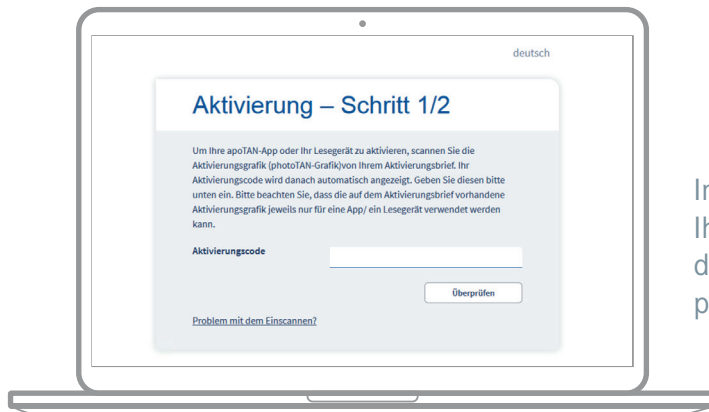 deutsch
Aktivierung – Schritt 1/2
Um Ihre apoTAN-App oder Ihr Lesegerät zu aktivieren, scannen Sie die
Aktivierungsgrafik (photoTAN-Grafik)von Ihrem Aktivierungsbrief. Ihr
Aktivierungscode wird danach automatisch angezeigt. Geben Sie diesen bitte
unten ein. Bitte beachten Sie, dass die auf dem Aktivierungsbrief vorhandene
Aktivierungsgrafik jeweils nur für eine App/ ein Lesegerät verwendet werden
kann.
Aktivierungscode
Überprüfen
Problem mit dem Einscannen?